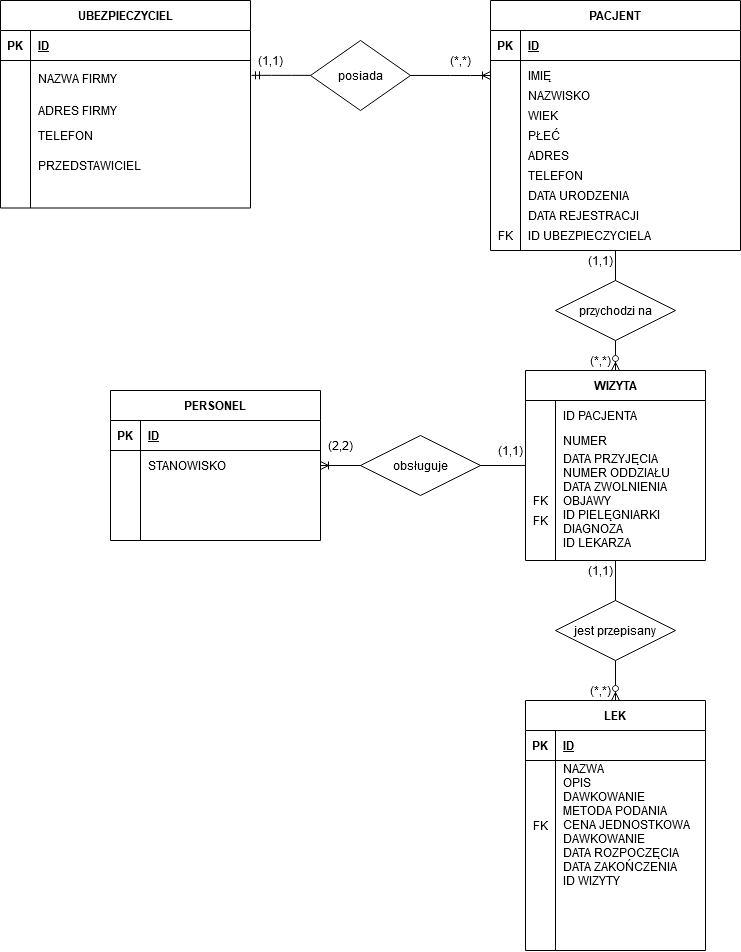 UBEZPIECZYCIEL
PK ID
NAZWA FIRMY
ADRES FIRMY
TELEFON
PRZEDSTAWICIEL
(1,1)
posiada
(*,*)
PACJENT
PK ID
IMIĘ
NAZWISKO
WIEK
PŁEĆ
ADRES
TELEFON
DATA URODZENIA
DATA REJESTRACJI
FK ID UBEZPIECZYCIELA
(1,1)
przychodzi na
(*,*)
PERSONEL
PK ID
STANOWISKO
(2,2)
obsługuje
(1,1)
WIZYTA
ID PACJENTA
NUMER
DATA PRZYJĘCIA
NUMER ODDZIAŁU
DATA ZWOLNIENIA
FK OBJAWY
FK ID PIELĘGNIARKI
DIAGNOZA
ID LEKARZA
(1,1)
jest przepisany
(*,*)
LEK
PK ID
NAZWA
OPIS
DAWKOWANIE
METODA PODANIA
FK CENA JEDNOSTKOWA
DAWKOWANIE
DATA ROZPOCZĘCIA
DATA ZAKOŃCZENIA
ID WIZYTY